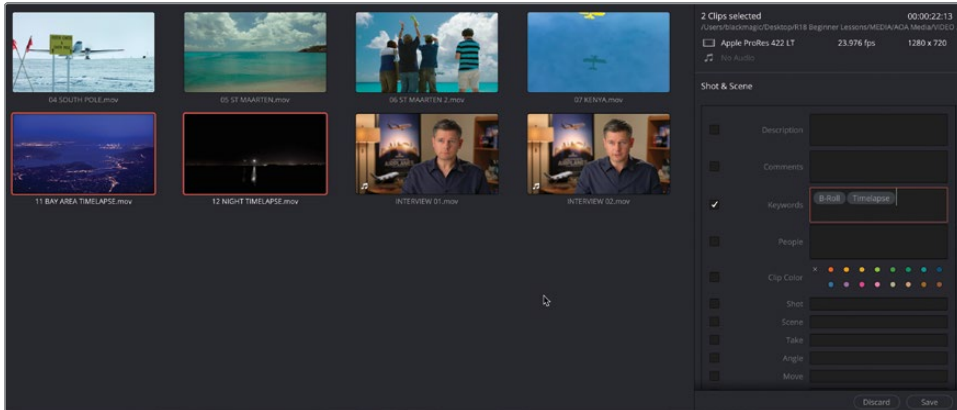 04 SOUTH POLE.mov
05 ST MAARTEN.mov
06 ST MAARTEN 2.mov
07 KENYA.mov
11 BAY AREA TIMELAPSE.mov
12 NIGHT TIMELAPSE.mov
INTERVIEW 01.mov
INTERVIEW 02.mov
2 Clips selected 00:00:22:13
/Users/blackmagic/Desktop/R18 Beginner Lessons/MEDIA/AOA Media/VIDEO
Apple ProRes 422 LT 23.976 fps 1280 x 720
No Audio
Shot & Scene
Description
Comments
Keywords B-Roll Timelapse
People
Clip Color
Shot
Scene
Take
Angle
Move
Discard Save